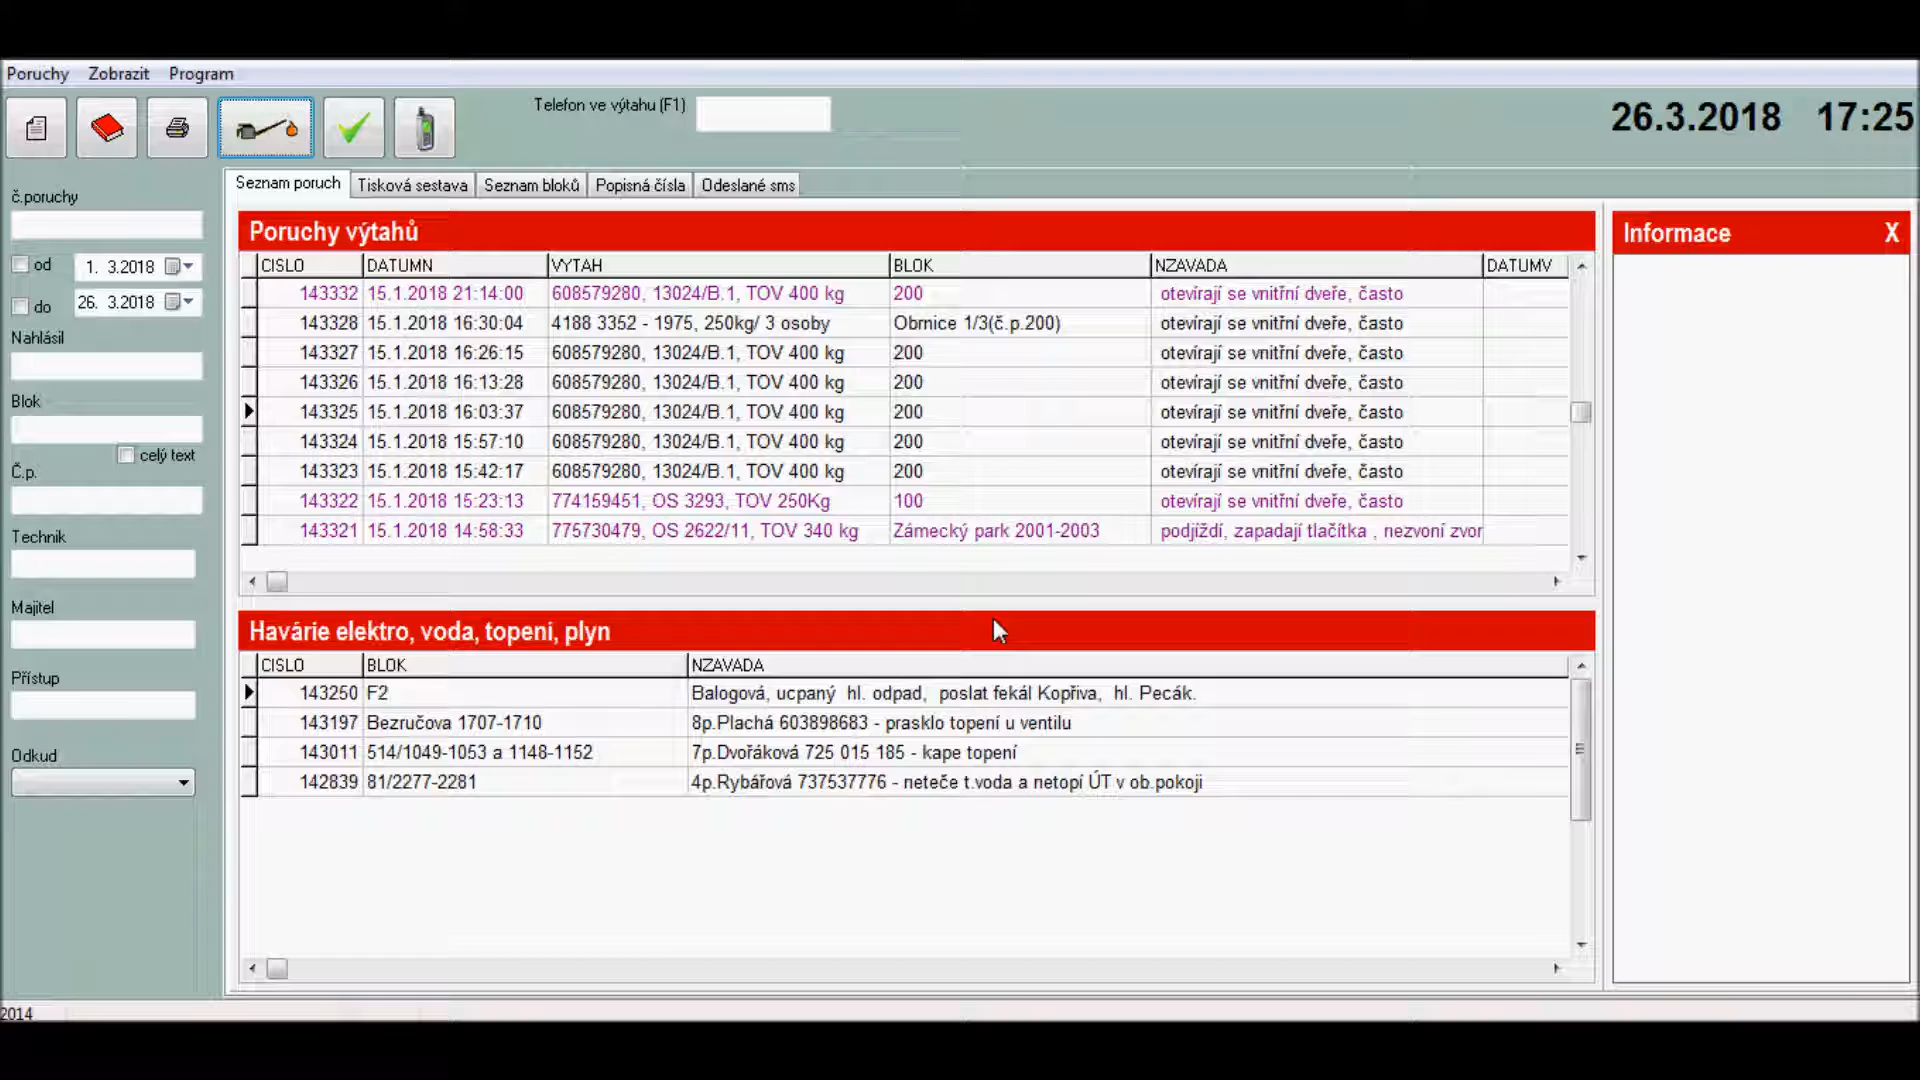 Poruchy Zobrazit Program
Telefon ve výtahu (F1)
26.3.2018 17:25
Seznam poruch Tisková sestava Seznam bloků Popisná čísla Odeslané sms
č.poruchy
od 1. 3.2018
do 26. 3.2018
Nahlásil
Blok
celý text
Č.p.
Technik
Majitel
Přístup
Odkud
Poruchy výtahů
CISLO DATUMN VYTAH BLOK NZAVADA DATUMV
143332 15.1.2018 21:14:00 608579280, 13024/B.1, TOV 400 kg 200 otevírají se vnitřní dveře, často
143328 15.1.2018 16:30:04 4188 3352 - 1975, 250kg/ 3 osoby Obrnice 1/3(č.p.200) otevírají se vnitřní dveře, často
143327 15.1.2018 16:26:15 608579280, 13024/B.1, TOV 400 kg 200 otevírají se vnitřní dveře, často
143326 15.1.2018 16:13:28 608579280, 13024/B.1, TOV 400 kg 200 otevírají se vnitřní dveře, často
143325 15.1.2018 16:03:37 608579280, 13024/B.1, TOV 400 kg 200 otevírají se vnitřní dveře, často
143324 15.1.2018 15:57:10 608579280, 13024/B.1, TOV 400 kg 200 otevírají se vnitřní dveře, často
143323 15.1.2018 15:42:17 608579280, 13024/B.1, TOV 400 kg 200 otevírají se vnitřní dveře, často
143322 15.1.2018 15:23:13 774159451, OS 3293, TOV 250Kg 100 otevírají se vnitřní dveře, často
143321 15.1.2018 14:58:33 775730479, OS 2622/11, TOV 340 kg Zámecký park 2001-2003 podjíždí, zapadají tlačítka , nezvoní zvor
Havárie elektro, voda, topení, plyn
CISLO BLOK NZAVADA
143250 F2 Balogová, ucpaný hl. odpad, poslat fekál Kopřiva, hl. Pecák.
143197 Bezručova 1707-1710 8p.Plachá 603898683 - prasklo topení u ventilu
143011 514/1049-1053 a 1148-1152 7p.Dvořáková 725 015 185 - kape topení
142839 81/2277-2281 4p.Rybářová 737537776 - neteče t.voda a netopí ÚT v ob.pokoji
Informace X
2014